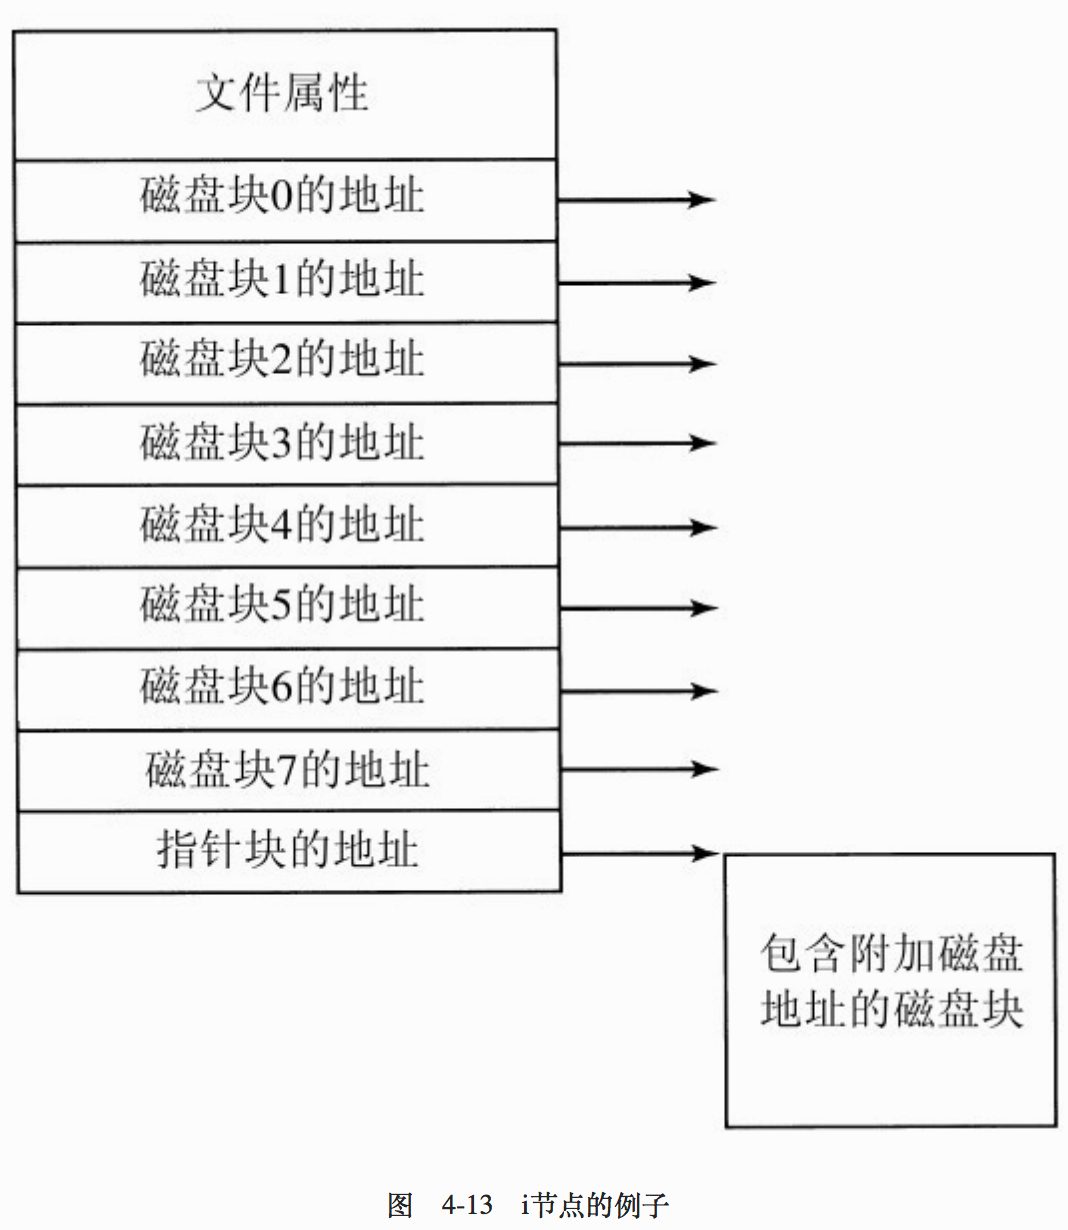 文件属性
磁盘块0的地址
磁盘块1的地址
磁盘块2的地址
磁盘块3的地址
磁盘块4的地址
磁盘块5的地址
磁盘块6的地址
磁盘块7的地址
指针块的地址
包含附加磁盘
地址的磁盘块
图 4-13 i节点的例子